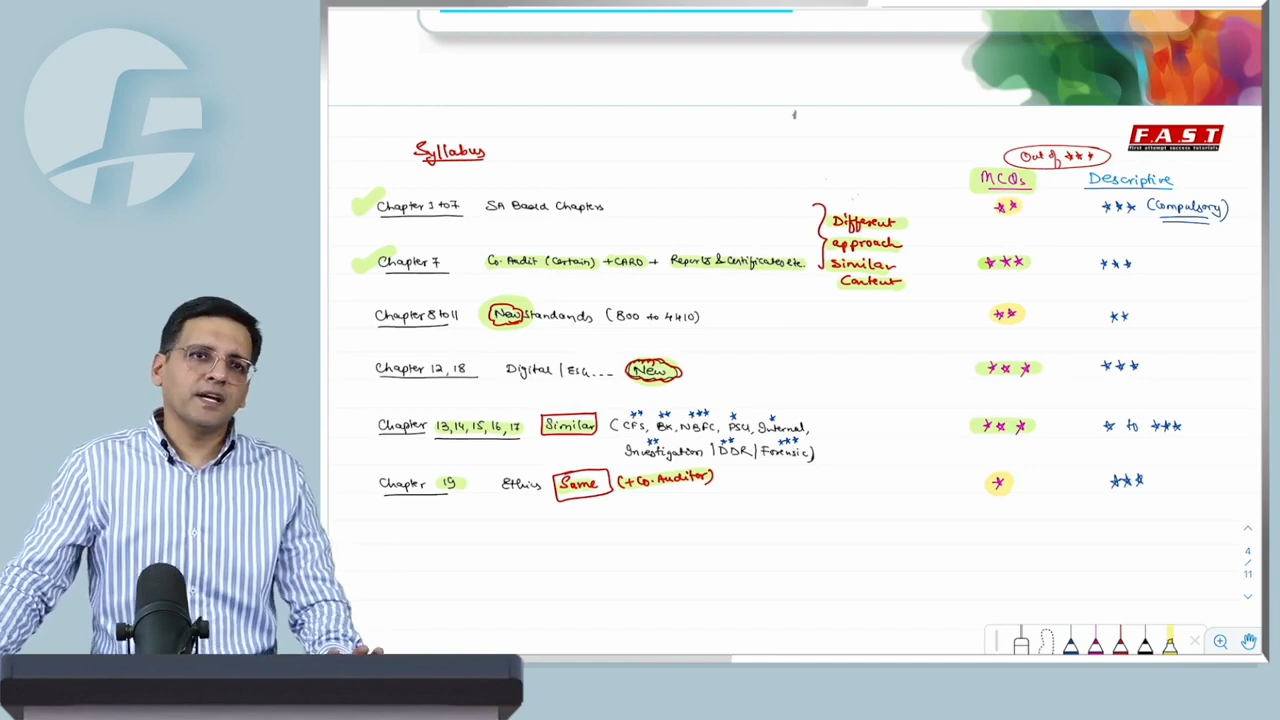 F.A.S.T
first attempt success tutorials
Syllabus
Out of ***
MCQs Descriptive
Chapter 1 to 7 SA Based Chapters ** *** (Compulsory)
Different
approach
Similar
Content
Chapter 7 Co. Audit (Certain) + CARO + Reports & Certificates etc. *** ***
Chapter 8 to 11 New Standards (800 to 4410) ** **
Chapter 12, 18 Digital / ESG... New *** ***
** ** *** * *
Chapter 13, 14, 15, 16, 17 Similar (CFS, BK, NBFC, PSU, Internal, *** * to ***
** ** ***
Investigation / DDR / Forensic)
Chapter 19 Ethics Same (+ Co. Auditor) * ***
4
/
11